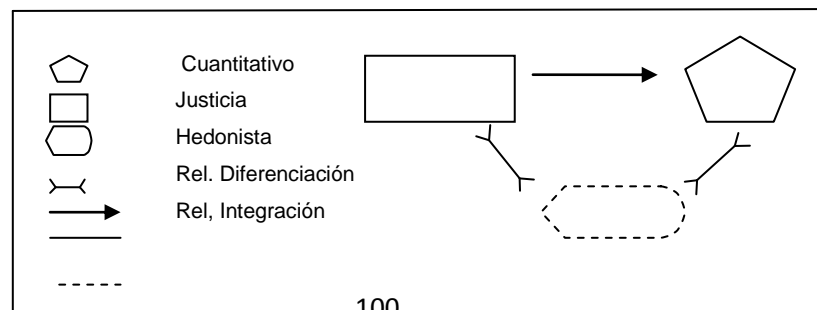 Cuantitativo
Justicia
Hedonista
Rel. Diferenciación
Rel, Integración
100